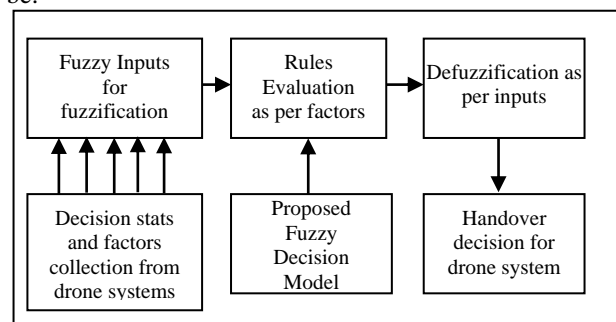 be:
Fuzzy Inputs
for
fuzzification
Rules
Evaluation
as per factors
Defuzzification as
per inputs
Decision stats
and factors
collection from
drone systems
Proposed
Fuzzy
Decision
Model
Handover
decision for
drone system